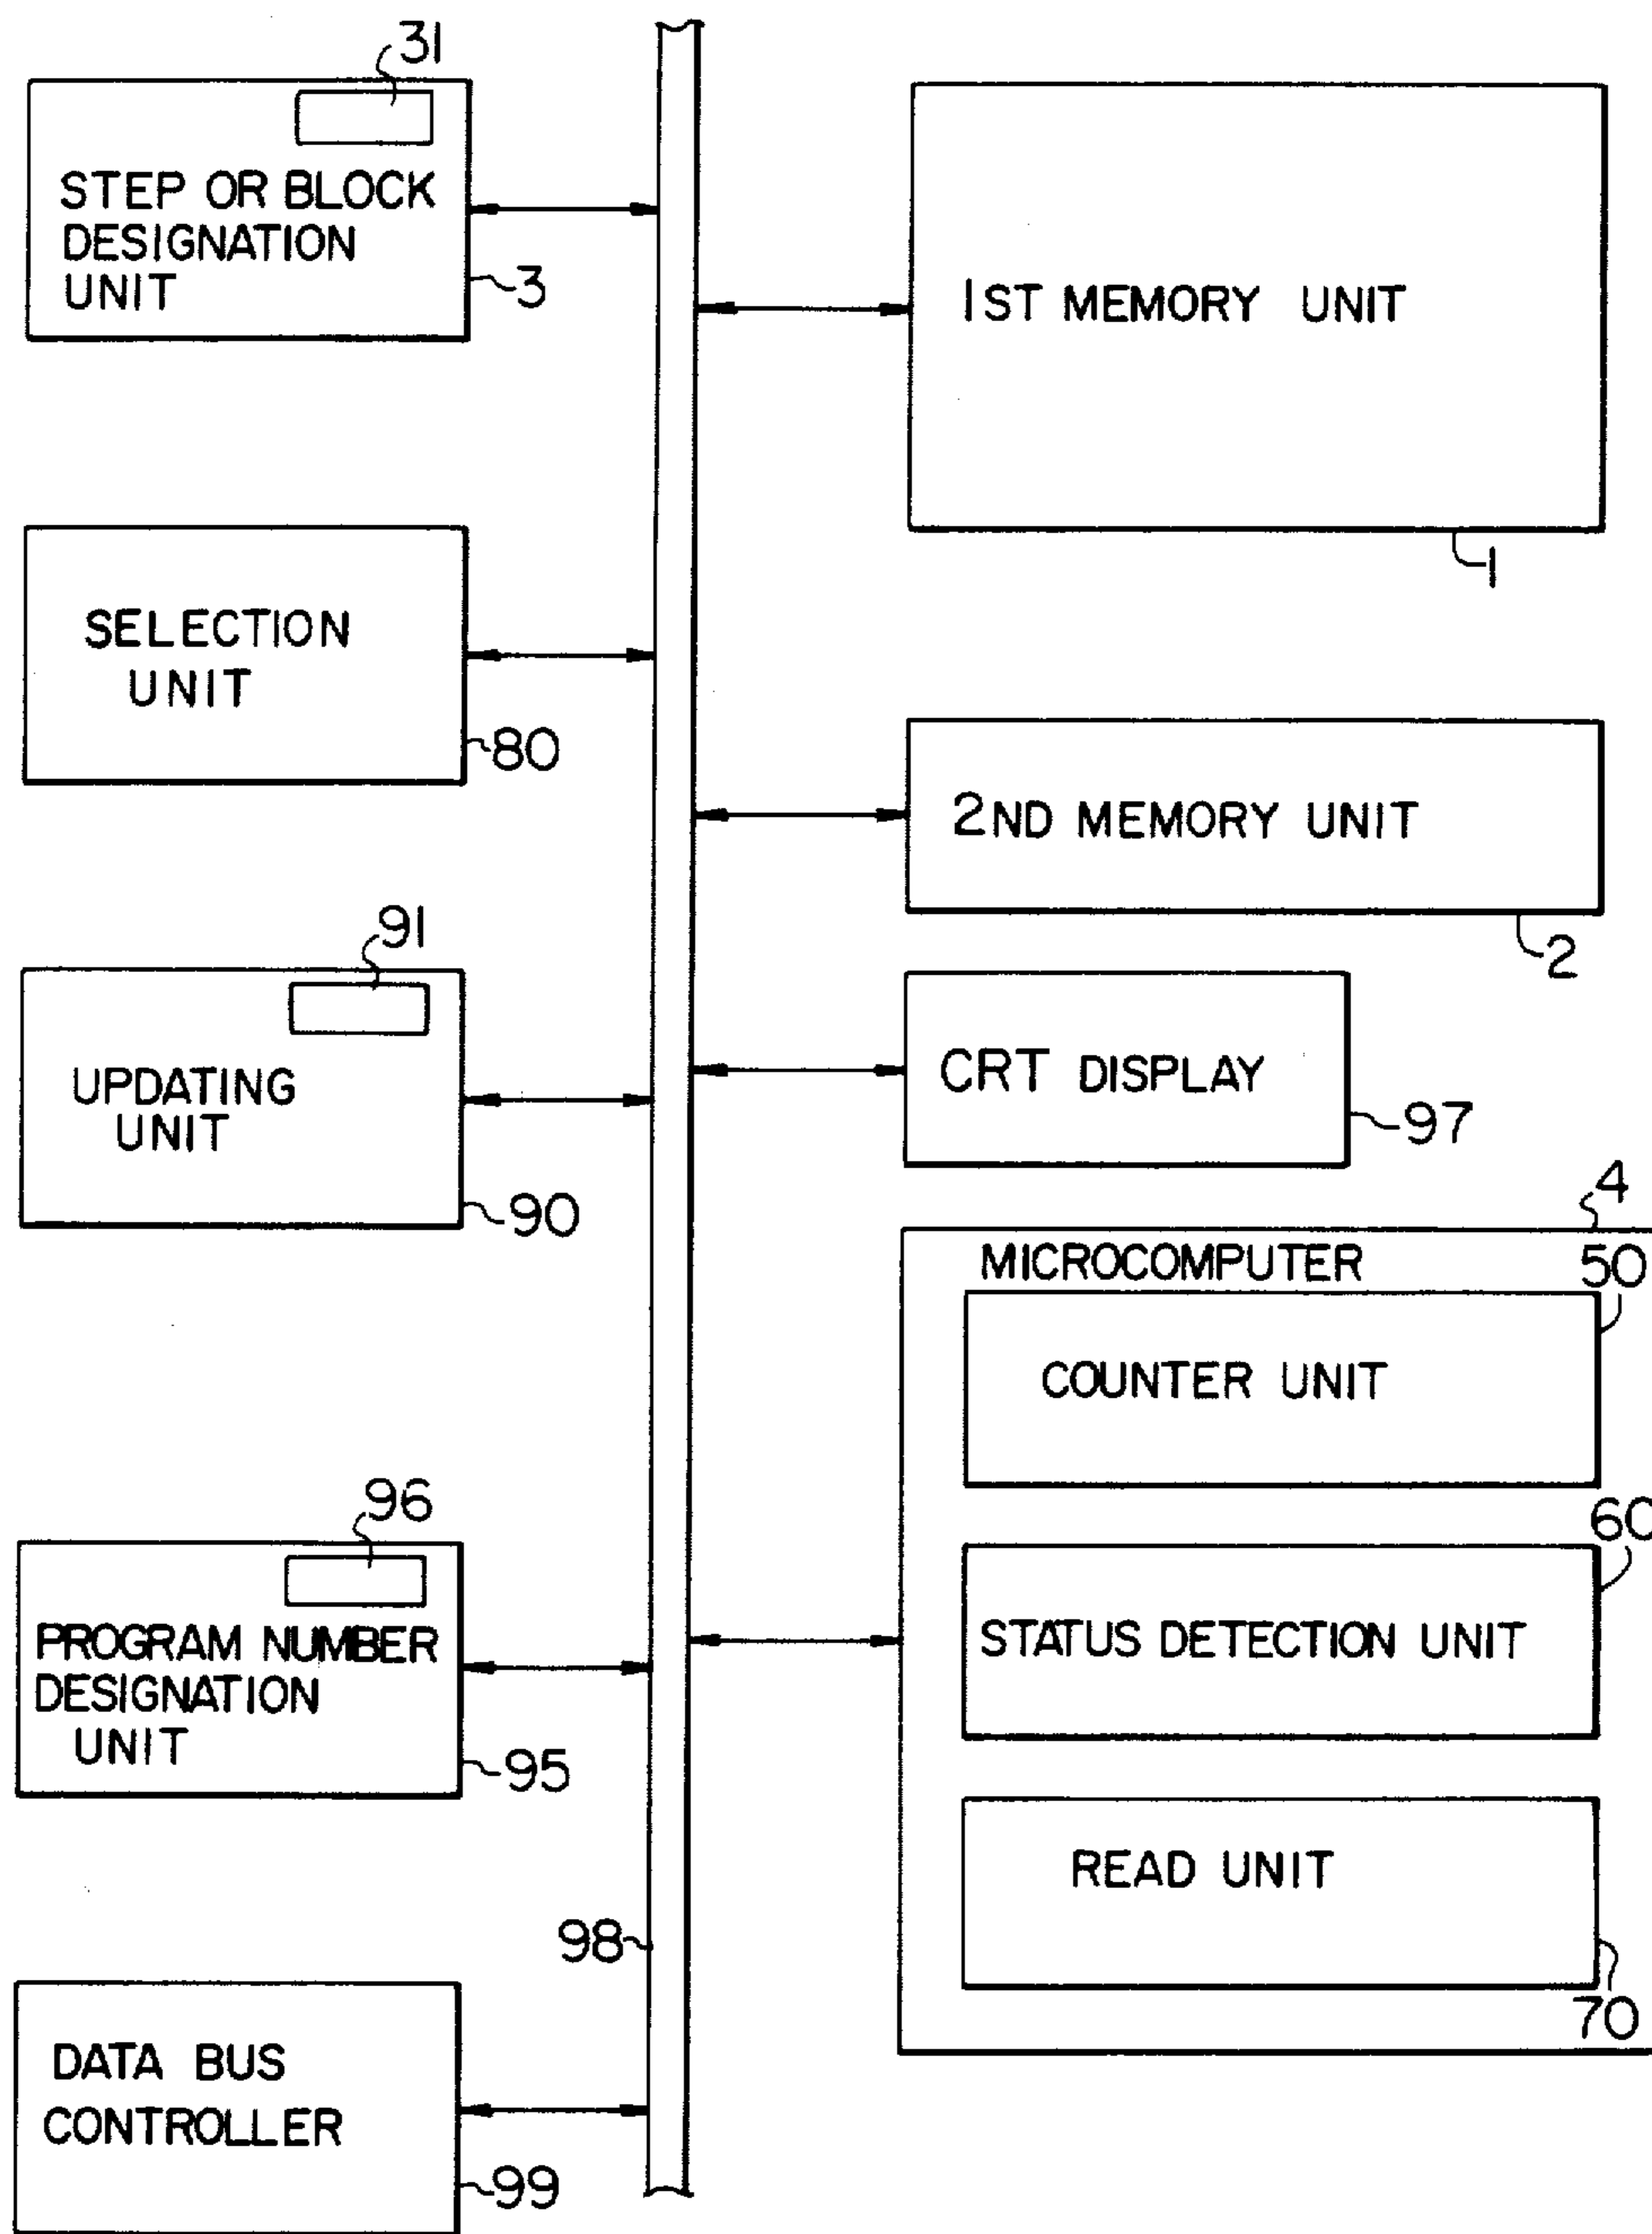 31
STEP OR BLOCK
DESIGNATION
UNIT
3
1ST MEMORY UNIT
1
SELECTION
UNIT
80
2ND MEMORY UNIT
2
91
UPDATING
UNIT
90
CRT DISPLAY
97
4
MICROCOMPUTER
50
COUNTER UNIT
96
PROGRAM NUMBER
DESIGNATION
UNIT
95
60
STATUS DETECTION UNIT
READ UNIT
70
98
DATA BUS
CONTROLLER
99